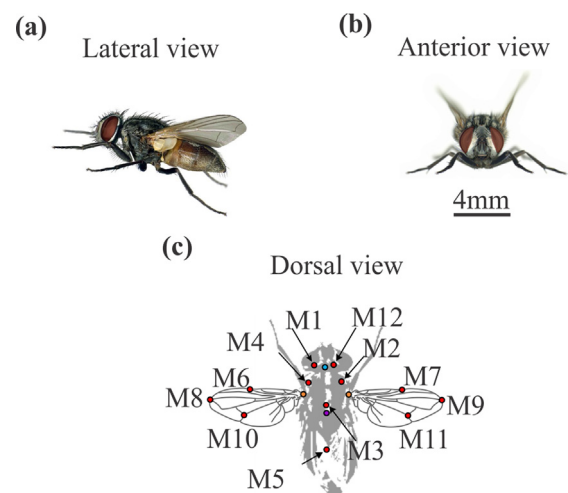 (a)
Lateral view
(b)
Anterior view
4mm
(c)
Dorsal view
M1
M12
M4
M2
M6
M7
M8
M9
M10
M11
M3
M5